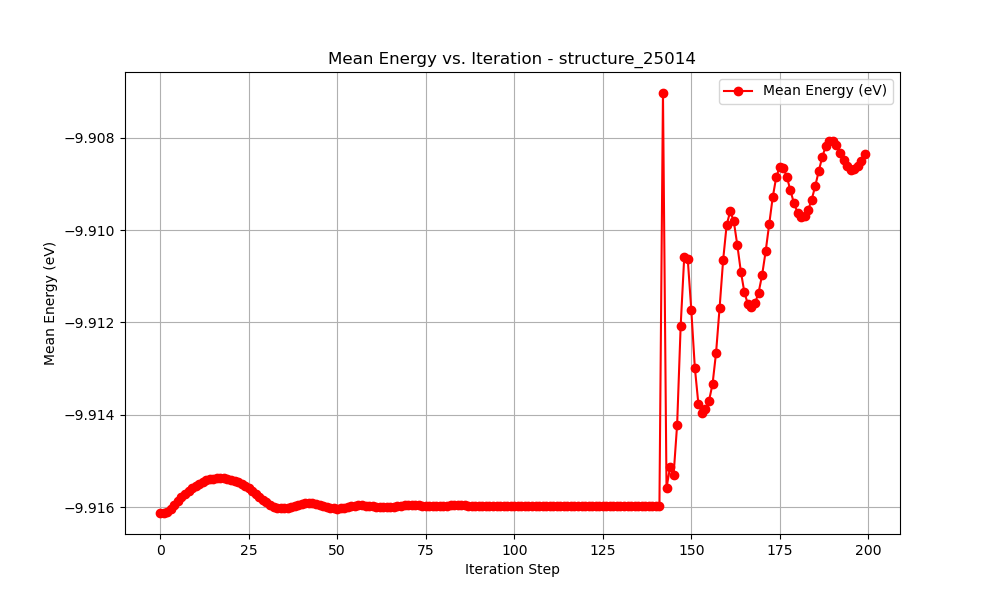 Mean Energy vs. Iteration - structure_25014
Mean Energy (eV)
−9.908
−9.910
−9.912
−9.914
−9.916
Mean Energy (eV)
0 25 50 75 100 125 150 175 200
Iteration Step